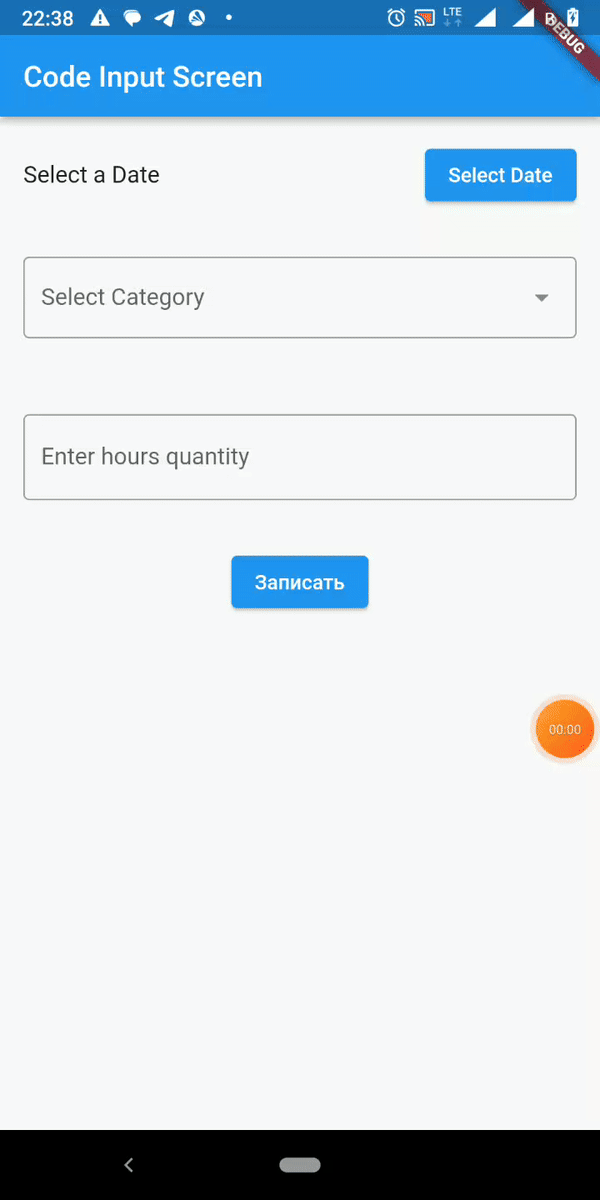 22:38 LTE
DEBUG
Code Input Screen
Select a Date
Select Date
Select Category
Enter hours quantity
Записать
00:00